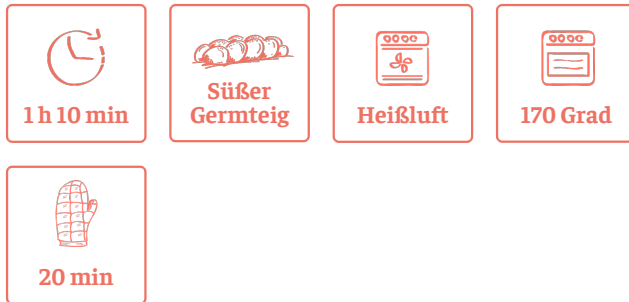 1 h 10 min
Süßer
Germteig
Heißluft
170 Grad
20 min